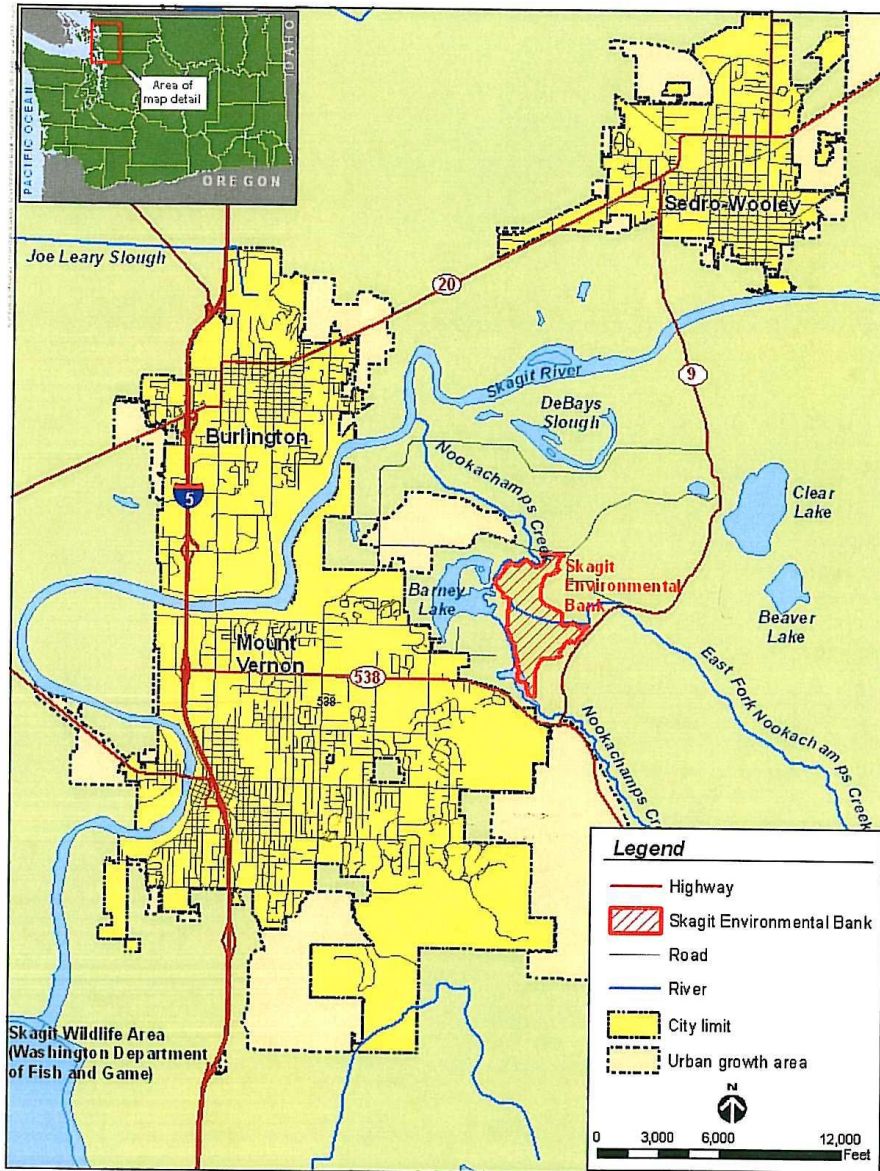 PACIFIC OCEAN
IDAHO
Area of
map detail
OREGON
Sedro-Wooley
Joe Leary Slough
20
9
Skagit River
DeBays
Slough
Burlington
Nookachamps Creek
5
Clear
Lake
Skagit
Environmental
Bank
Barney
Lake
Beaver
Lake
Mount
Vernon
538
538
East Fork Nookachamps Creek
Nookachamps Cr
Skagit Wildlife Area
(Washington Department
of Fish and Game)
Legend
Highway
Skagit Environmental Bank
Road
River
City limit
Urban growth area
N
0 3,000 6,000 12,000
Feet